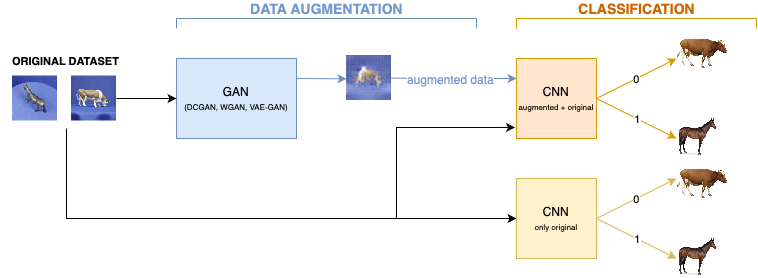 DATA AUGMENTATION
CLASSIFICATION
ORIGINAL DATASET
GAN
(DCGAN, WGAN, VAE-GAN)
augmented data
CNN
augmented + original
0
1
CNN
only original
0
1